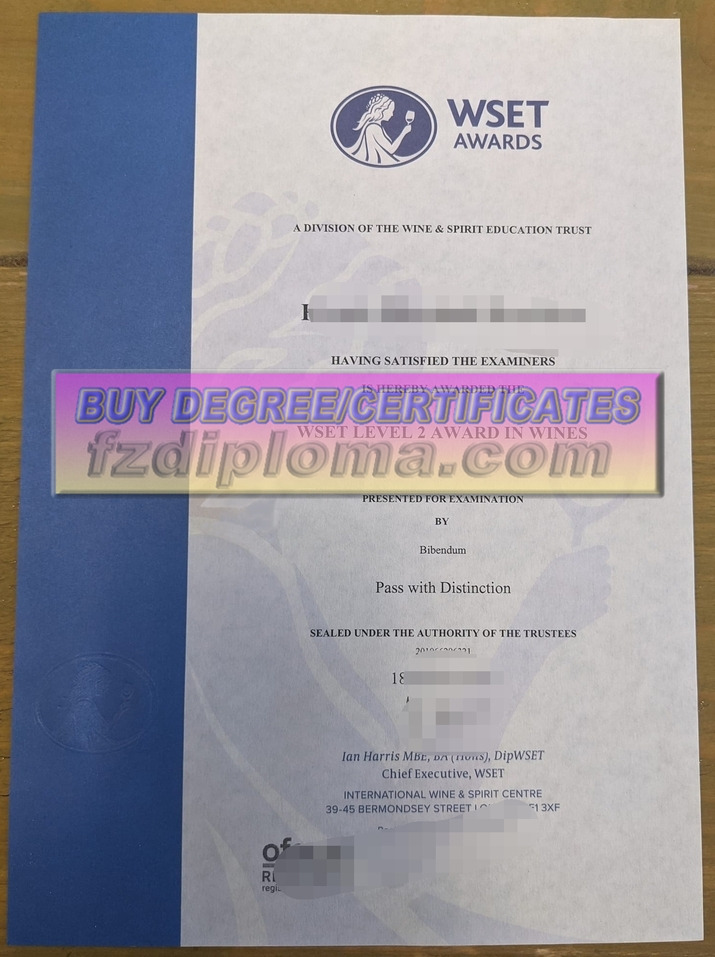 WSET
AWARDS
A DIVISION OF THE WINE & SPIRIT EDUCATION TRUST
HAVING SATISFIED THE EXAMINERS
IS HEREBY AWARDED THE
BUY DEGREE/CERTIFICATES
WSET LEVEL 2 AWARD IN WINES
fzdiploma.com
PRESENTED FOR EXAMINATION
BY
Bibendum
Pass with Distinction
SEALED UNDER THE AUTHORITY OF THE TRUSTEES
18
Ian Harris MBE, BA (Hons), DipWSET
Chief Executive, WSET
INTERNATIONAL WINE & SPIRIT CENTRE
39-45 BERMONDSEY STREET 3XF